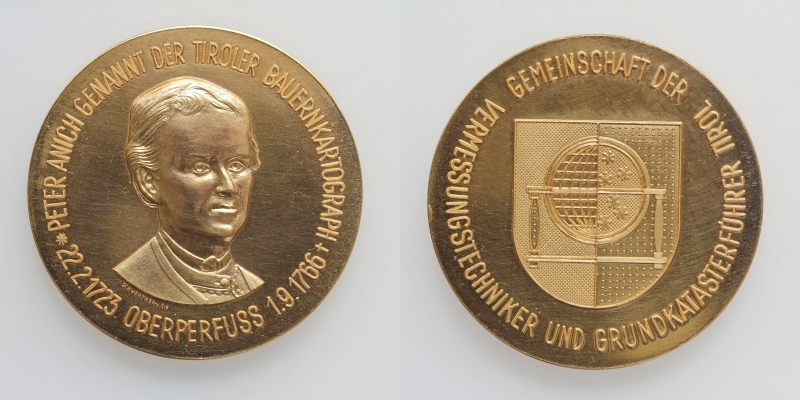 PETER ANICH GENANNT DER TIROLER BAUERNKARTOGRAPH
*22.2.1723 OBERPERFUSS 1.9.1766+
GEMEINSCHAFT DER TIROL
VERMESSUNGSTECHNIKER UND GRUNDKATASTERFÜHRER